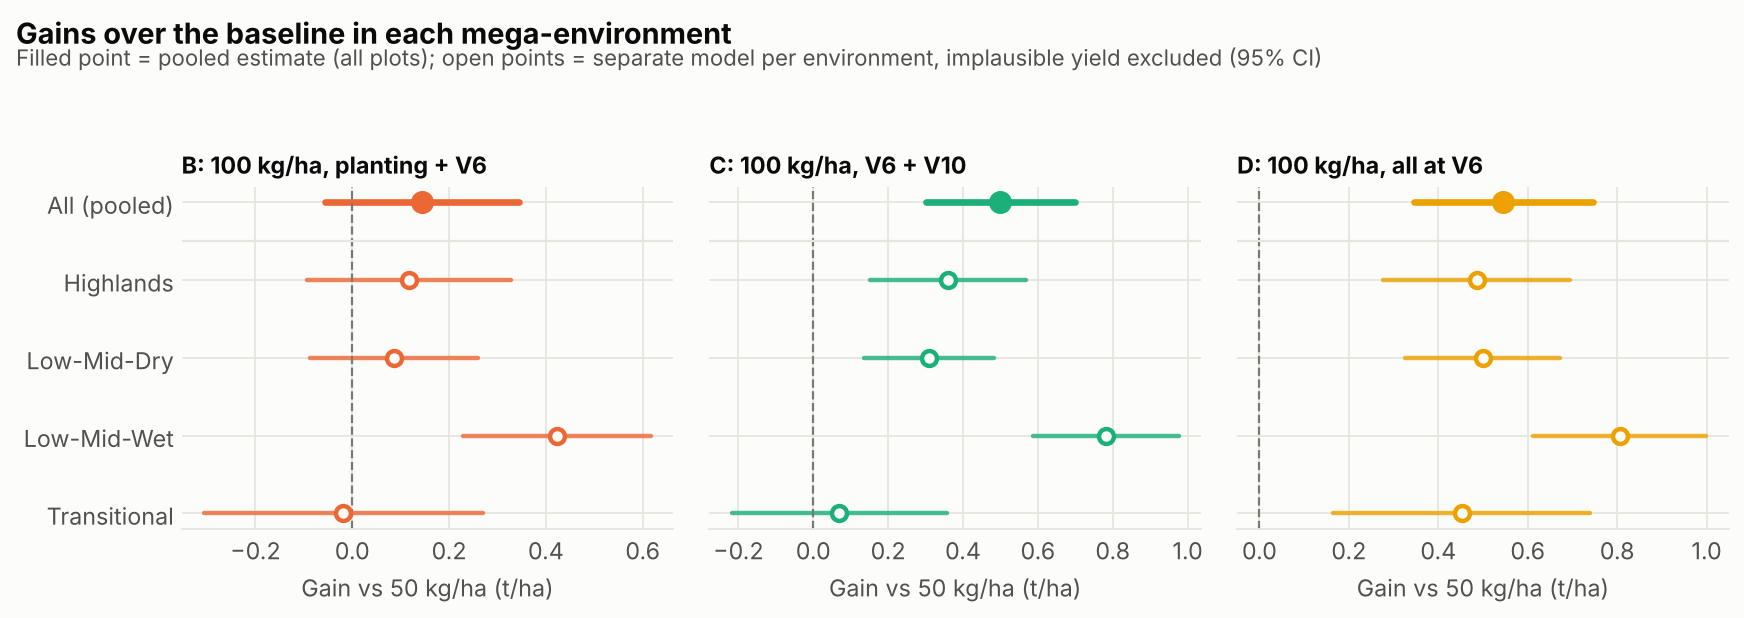 Gains over the baseline in each mega-environment
Filled point = pooled estimate (all plots); open points = separate model per environment, implausible yield excluded (95% CI)
B: 100 kg/ha, planting + V6
C: 100 kg/ha, V6 + V10
D: 100 kg/ha, all at V6
All (pooled)
Highlands
Low-Mid-Dry
Low-Mid-Wet
Transitional
−0.2 0.0 0.2 0.4 0.6
−0.2 0.0 0.2 0.4 0.6 0.8 1.0
0.0 0.2 0.4 0.6 0.8 1.0
Gain vs 50 kg/ha (t/ha)
Gain vs 50 kg/ha (t/ha)
Gain vs 50 kg/ha (t/ha)